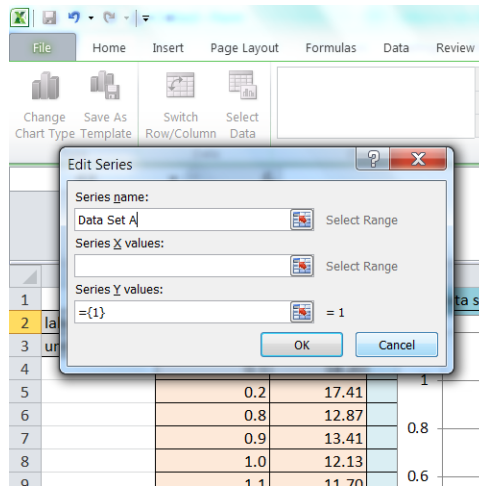 File Home Insert Page Layout Formulas Data Review
Change Chart Type
Save As Template
Switch Row/Column
Select Data
Edit Series
Series name:
Data Set A
Select Range
Series X values:
Select Range
Series Y values:
={1}
= 1
OK
Cancel
1
2
3
4
5 0.2 17.41
6 0.8 12.87
7 0.9 13.41
8 1.0 12.13
9 1.1 11.70
1
0.8
0.6